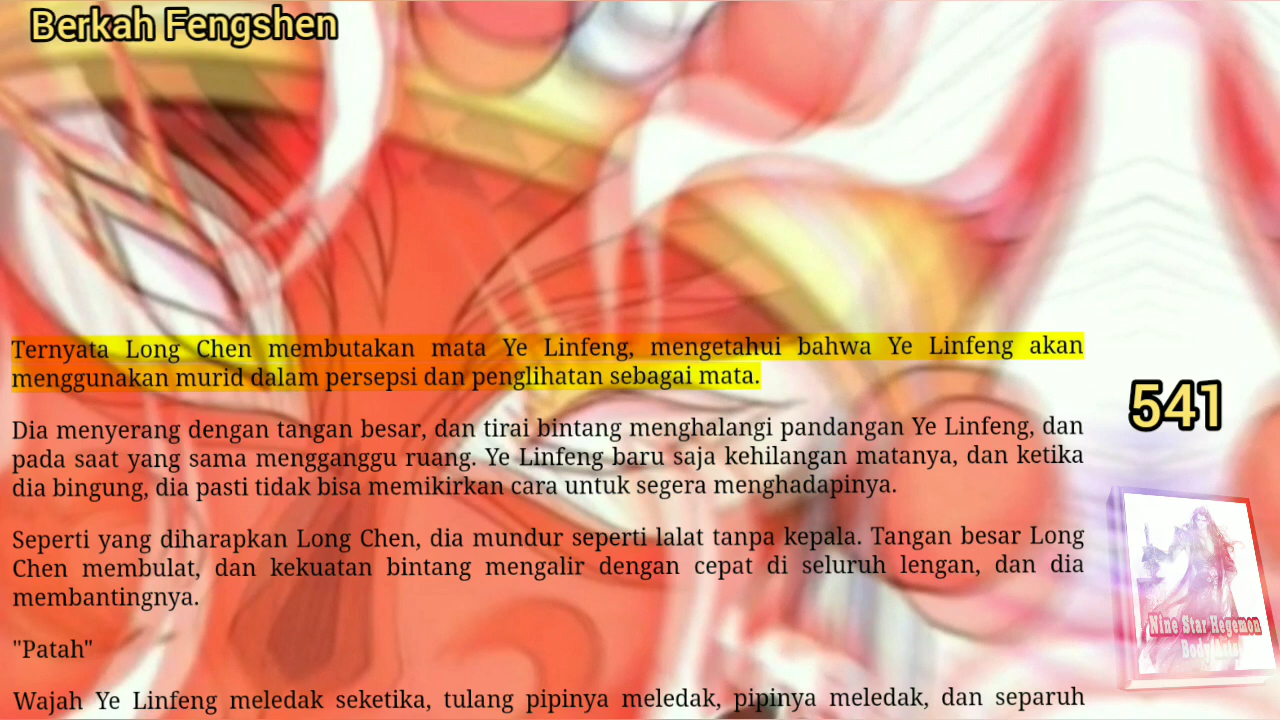 Berkah Fengshen
Ternyata Long Chen membutakan mata Ye Linfeng, mengetahui bahwa Ye Linfeng akan
menggunakan murid dalam persepsi dan penglihatan sebagai mata.
Dia menyerang dengan tangan besar, dan tirai bintang menghalangi pandangan Ye Linfeng, dan
pada saat yang sama mengganggu ruang. Ye Linfeng baru saja kehilangan matanya, dan ketika
dia bingung, dia pasti tidak bisa memikirkan cara untuk segera menghadapinya.
541
Seperti yang diharapkan Long Chen, dia mundur seperti lalat tanpa kepala. Tangan besar Long
Chen membulat, dan kekuatan bintang mengalir dengan cepat di seluruh lengan, dan dia
membantingnya.
"Patah"
Wajah Ye Linfeng meledak seketika, tulang pipinya meledak, pipinya meledak, dan separuh
Nine Star Hegemon
Body